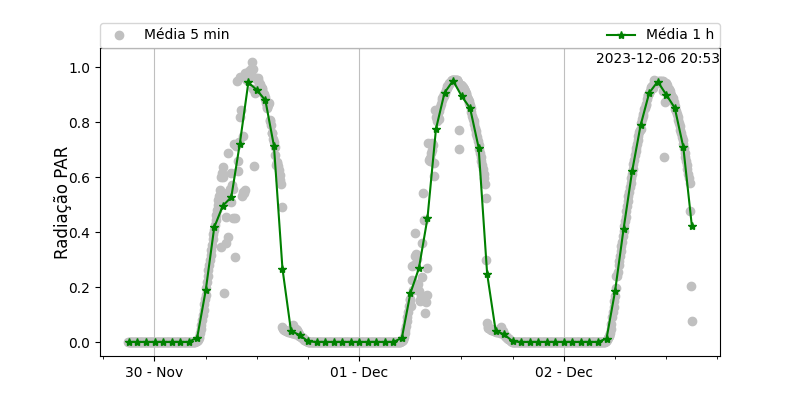 Média 5 min
Média 1 h
2023-12-06 20:53
Radiação PAR
1.0
0.8
0.6
0.4
0.2
0.0
30 - Nov
01 - Dec
02 - Dec